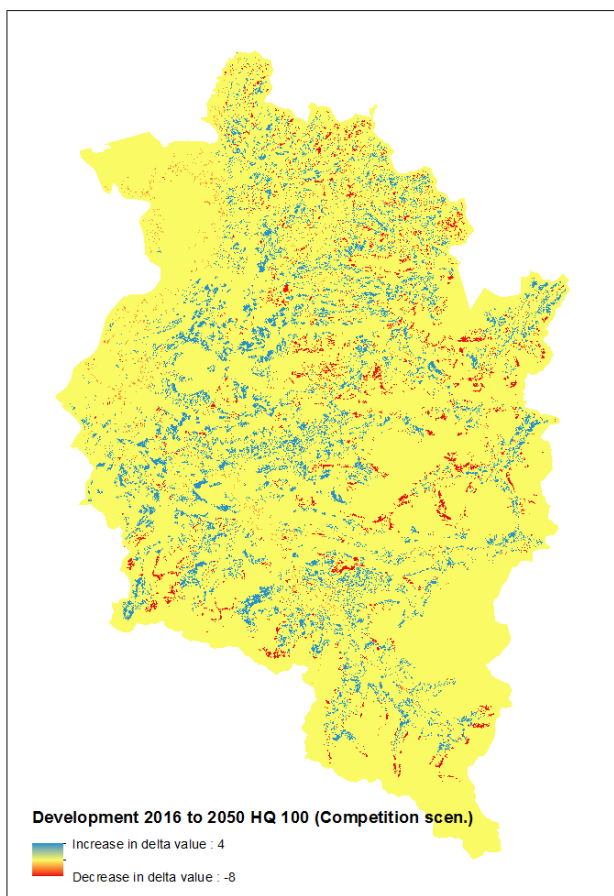 Development 2016 to 2050 HQ 100 (Competition scen.)
Increase in delta value : 4
Decrease in delta value : -8